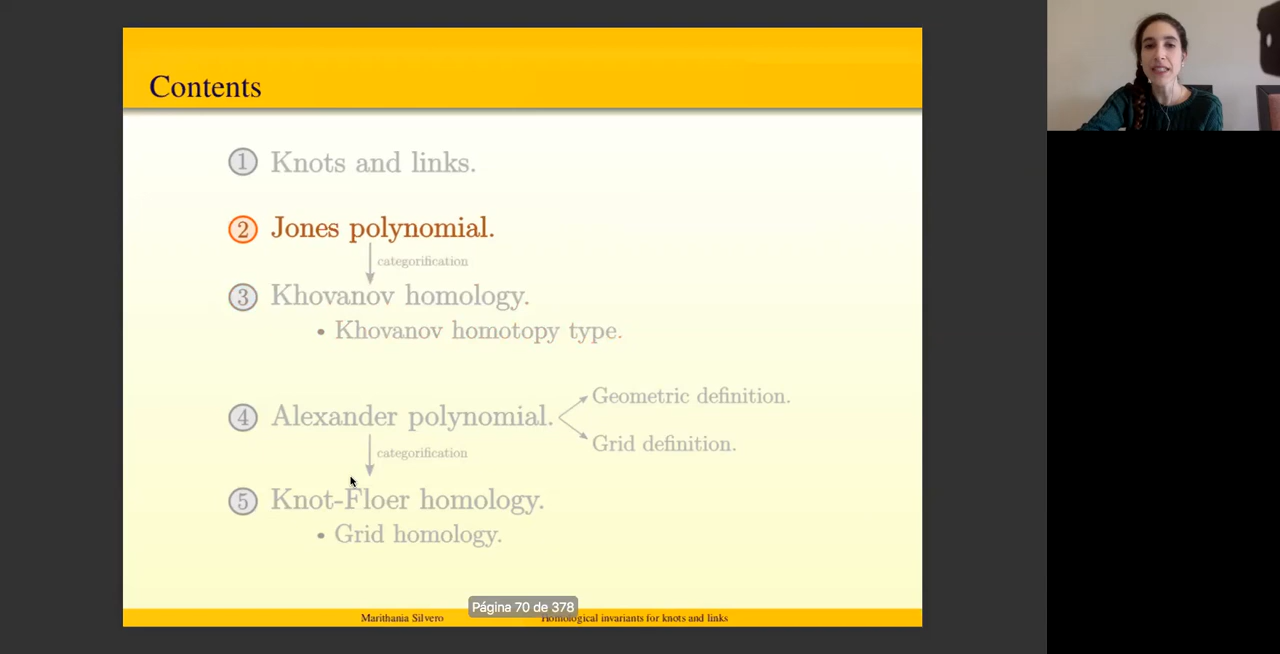 Contents
1 Knots and links.
2 Jones polynomial.
categorification
3 Khovanov homology.
• Khovanov homotopy type.
4 Alexander polynomial.
Geometric definition.
Grid definition.
categorification
5 Knot-Floer homology.
• Grid homology.
Página 70 de 378
Marithania Silvero
Homological invariants for knots and links